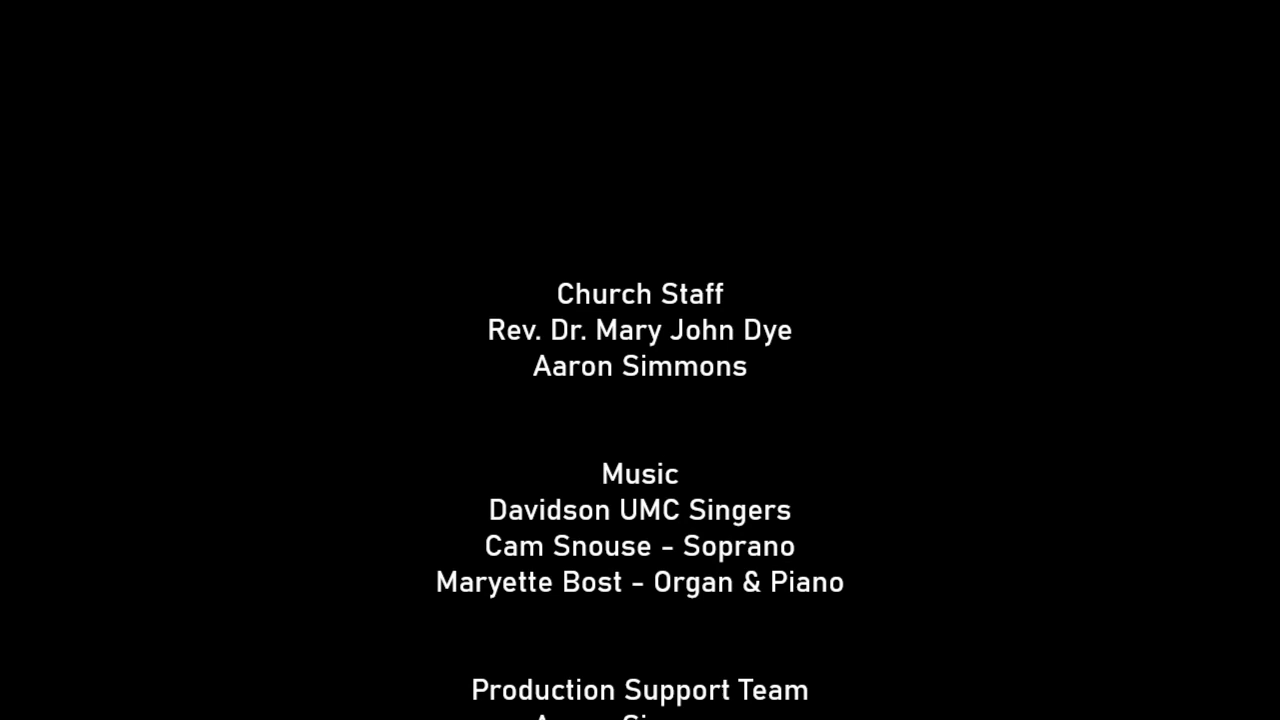 Church Staff
Rev. Dr. Mary John Dye
Aaron Simmons
Music
Davidson UMC Singers
Cam Snouse - Soprano
Maryette Bost - Organ & Piano
Production Support Team